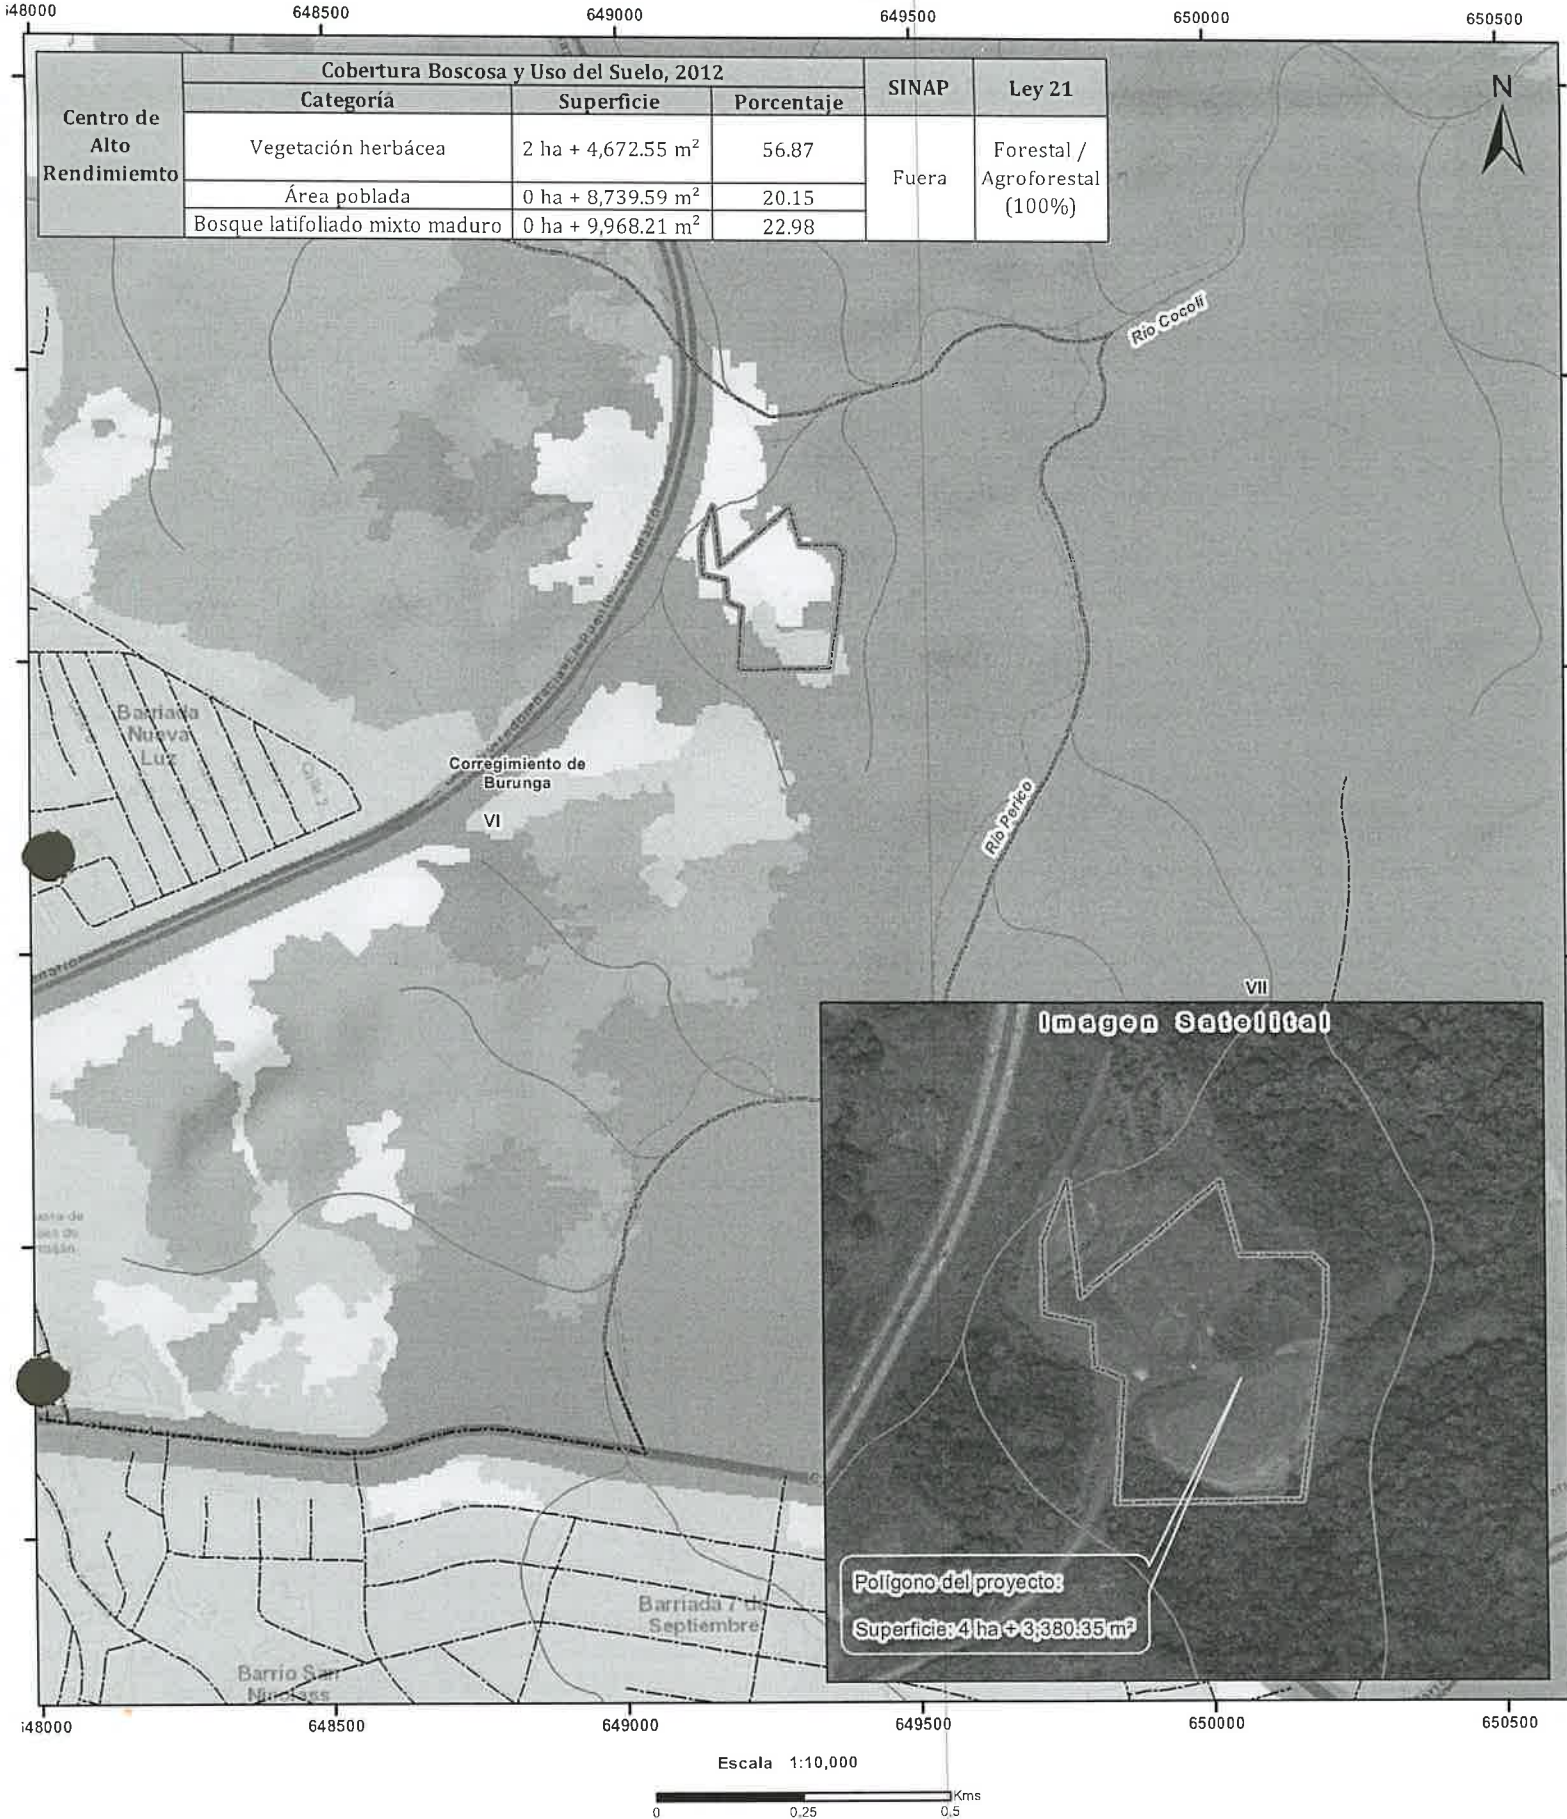 648500
649000
649500
650000
650500
N
Centro de
Alto
Rendimiemto
Cobertura Boscosa y Uso del Suelo, 2012
SINAP
Ley 21
Categoría
Superficie
Porcentaje
Vegetación herbácea
2 ha + 4,672.55 m²
56.87
Fuera
Forestal /
Agroforestal
(100%)
Área poblada
0 ha + 8,739.59 m²
20.15
Bosque latifoliado mixto maduro
0 ha + 9,968.21 m²
22.98
Río Cocolí
Barriada
Nueva
Luz
Corregimiento de
Burunga
VI
Río Perico
VII
Imagen Satelital
Polígono del proyecto:
Superficie: 4 ha + 3,380.35 m²
Barriada 7 de
Septiembre
Barrio San
648500
649000
649500
650000
650500
Escala 1:10,000
Kms
0
0,25
0,5